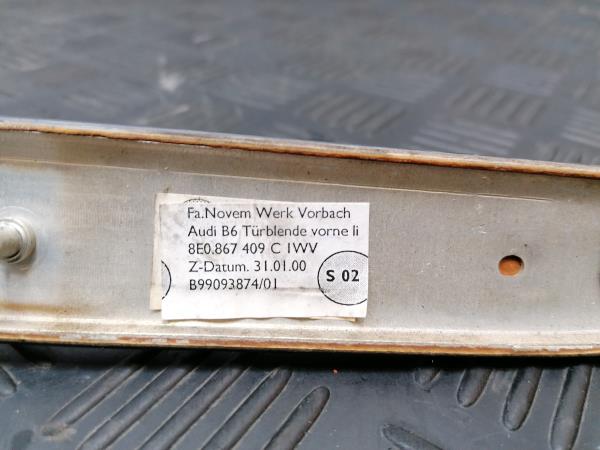 Fa.Novem Werk Vorbach
Audi B6 Türblende vorne li
8E0.867 409 C 1WV
Z-Datum. 31.01.00
B99093874/01
S 02